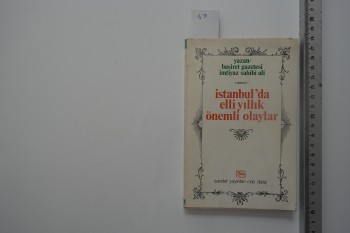 yazan:
basiret gazetesi
imtiyaz sahibi ali
istanbul'da
elli yıllık
önemli olaylar